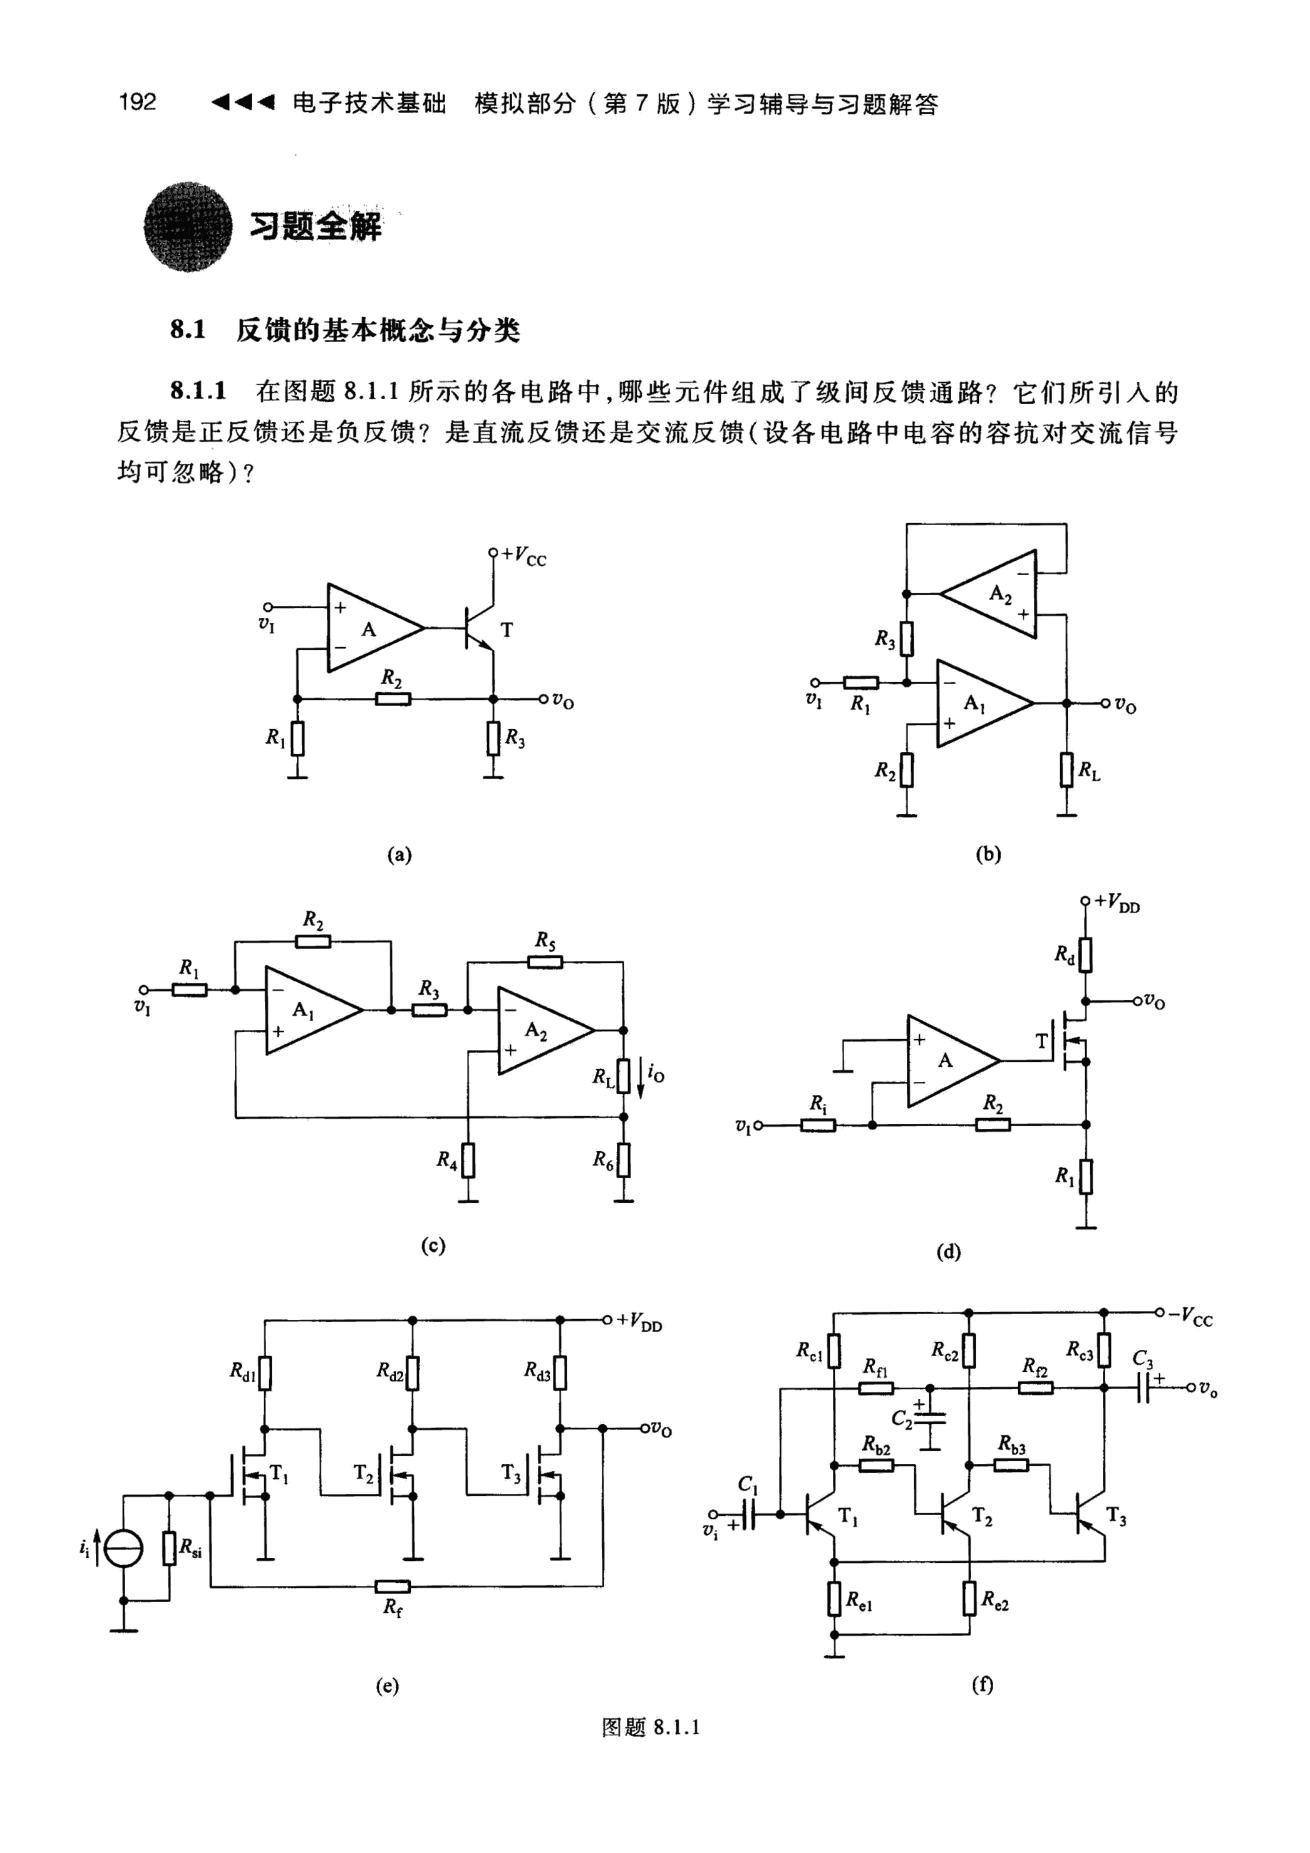 192 ◀◀◀ 电子技术基础 模拟部分(第 7 版)学习辅导与习题解答
习题全解
8.1 反馈的基本概念与分类
8.1.1 在图题 8.1.1 所示的各电路中,哪些元件组成了级间反馈通路?它们所引入的
反馈是正反馈还是负反馈?是直流反馈还是交流反馈(设各电路中电容的容抗对交流信号
均可忽略)?
+VCC
vI
+
A
−
T
R2
vO
R1
R3
(a)
−
A2
+
R3
vI
R1
−
A1
+
vO
R2
RL
(b)
R2
R5
R1
vI
−
A1
+
R3
−
A2
+
RL
iO
R4
R6
(c)
+VDD
Rd
vO
T
+
A
−
Ri
R2
vI
R1
(d)
+VDD
Rd1
Rd2
Rd3
vO
T1
T2
T3
ii
Rsi
Rf
(e)
−VCC
Rc1
Rf1
Rc2
Rf2
Rc3
C3
+
vo
+
C2
Rb2
Rb3
C1
vi
+
T1
T2
T3
Re1
Re2
(f)
图题 8.1.1